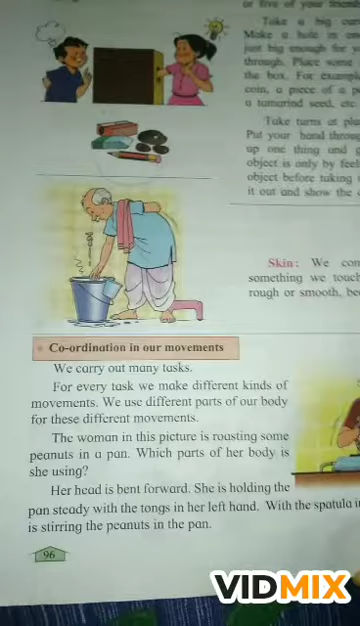 or five of your
Take a big
Make a hole in
just big enough for
through. Place some
the box. For
coin, a piece of a
a tamarind seed, etc.
Take turns at
Put your hand
up one thing and
object is only by
object before taking
it out and show the
Skin: We
something we
rough or smooth,
Co-ordination in our movements
We carry out many tasks.
For every task we make different kinds of
movements. We use different parts of our body
for these different movements.
The woman in this picture is roasting some
peanuts in a pan. Which parts of her body is
she using?
Her head is bent forward. She is holding the
pan steady with the tongs in her left hand. With the spatula
is stirring the peanuts in the pan.
96
VIDMIX